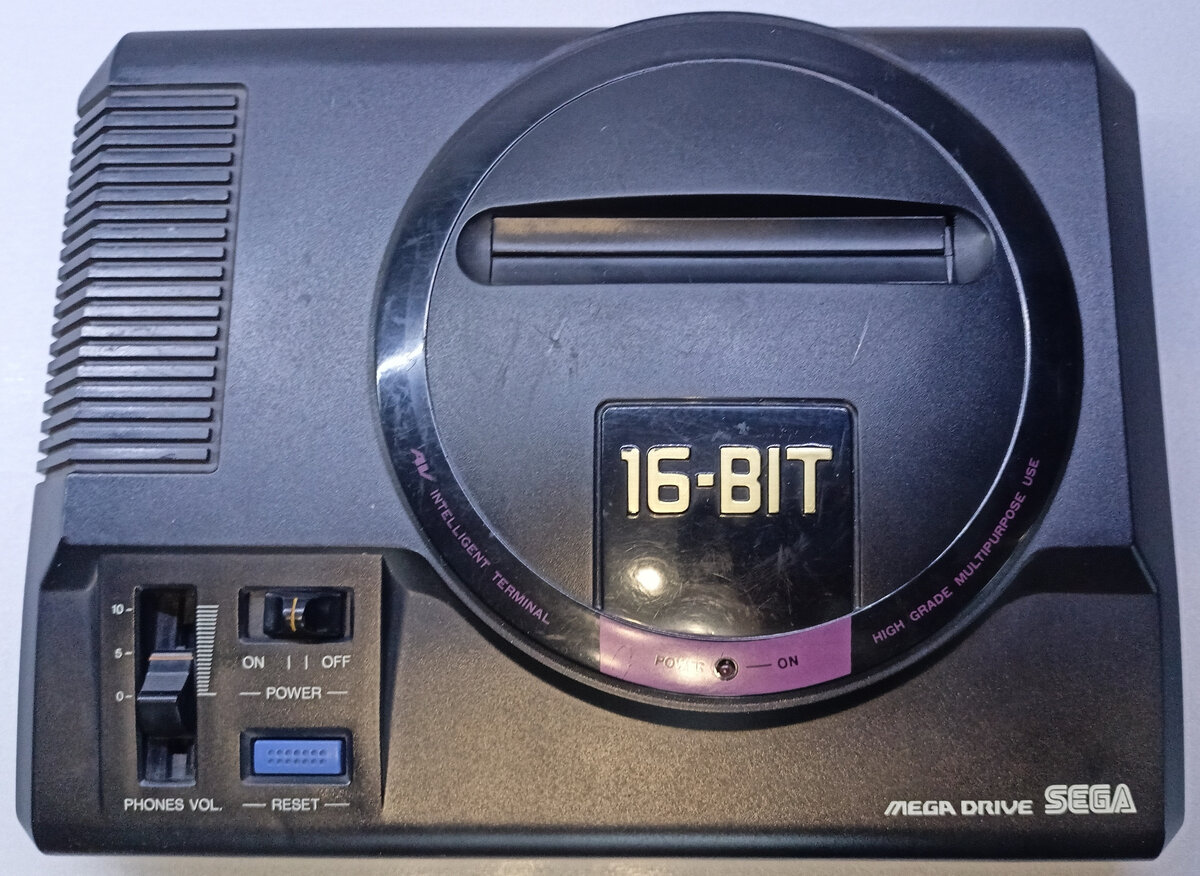 16-BIT
AV INTELLIGENT TERMINAL
HIGH GRADE MULTIPURPOSE USE
POWER ON
10
5
0
ON OFF
POWER
PHONES VOL.
RESET
MEGA DRIVE SEGA